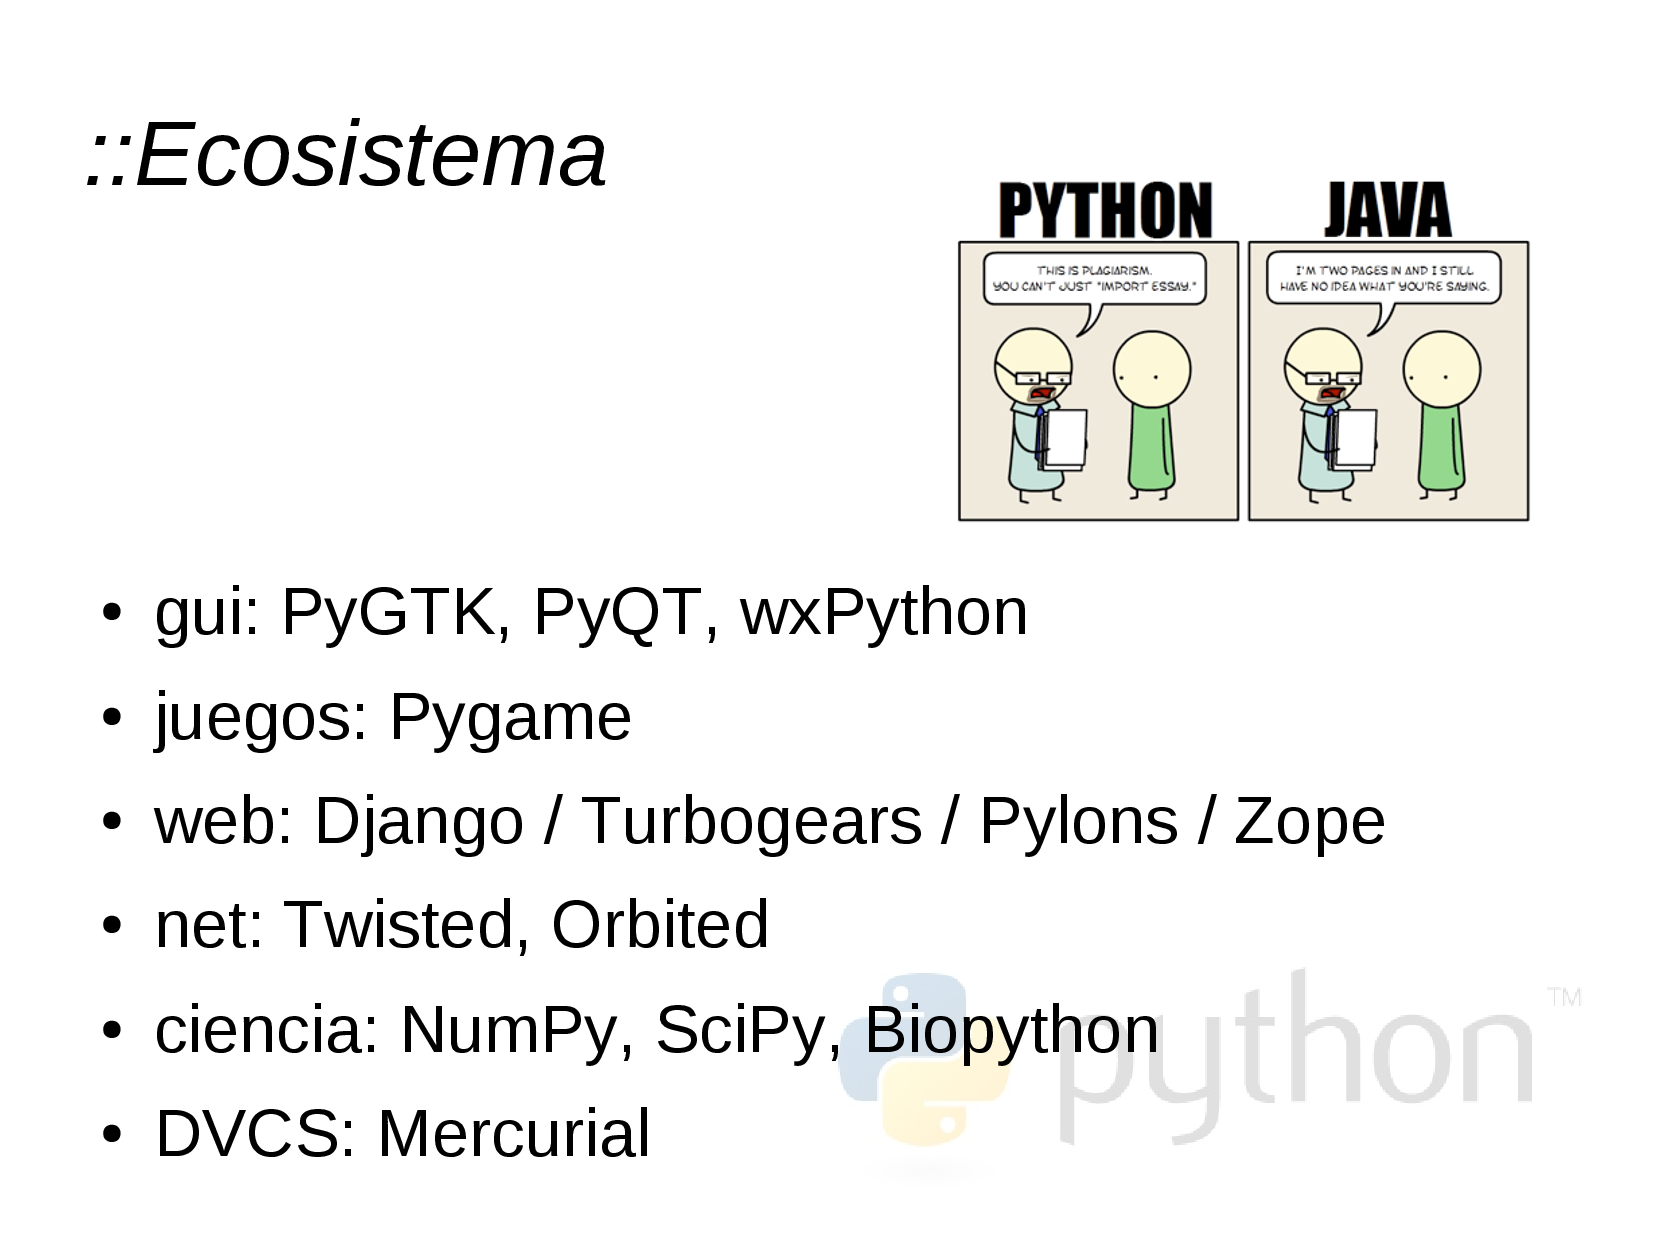 ::Ecosistema
PYTHON
THIS IS PLAGIARISM.
YOU CAN'T JUST "IMPORT ESSAY."
JAVA
I'M TWO PAGES IN AND I STILL
HAVE NO IDEA WHAT YOU'RE SAYING.
• gui: PyGTK, PyQT, wxPython
• juegos: Pygame
• web: Django / Turbogears / Pylons / Zope
• net: Twisted, Orbited
• ciencia: NumPy, SciPy, Biopython
• DVCS: Mercurial
python TM